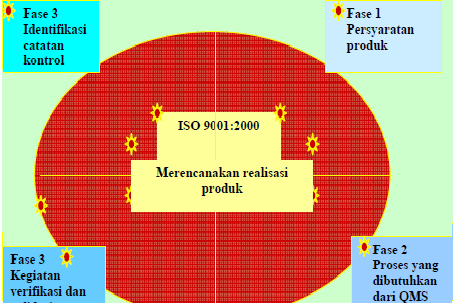 Fase 3
Identifikasi
catatan
kontrol
Fase 1
Persyaratan
produk
ISO 9001:2000
Merencanakan realisasi
produk
Fase 3
Kegiatan
verifikasi dan
Fase 2
Proses yang
dibutuhkan
dari QMS